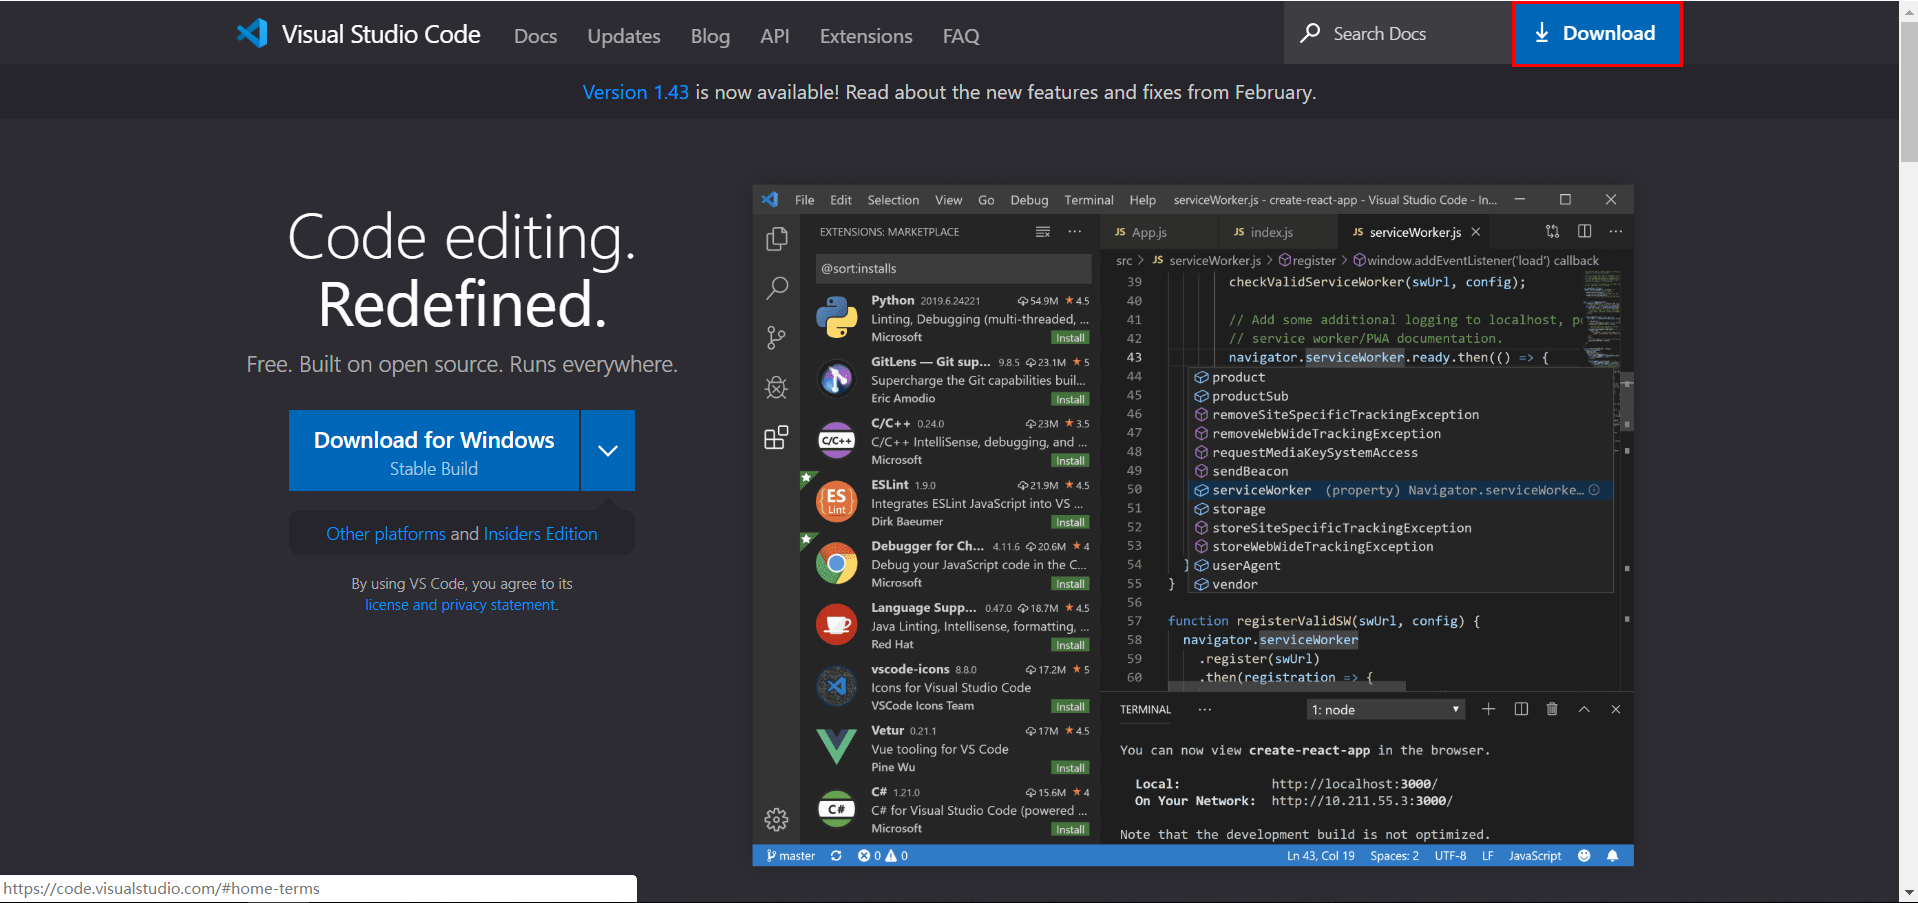 Visual Studio Code Docs Updates Blog API Extensions FAQ Search Docs Download
Version 1.43 is now available! Read about the new features and fixes from February.
Code editing.
Redefined.
Free. Built on open source. Runs everywhere.
Download for Windows
Stable Build
Other platforms and Insiders Edition
By using VS Code, you agree to its
license and privacy statement.
File Edit Selection View Go Debug Terminal Help serviceWorker.js - create-react-app - Visual Studio Code - In...
EXTENSIONS: MARKETPLACE
@sort:installs
Python 2019.6.24221 54.9M ★ 4.5
Linting, Debugging (multi-threaded, ...
Microsoft Install
GitLens — Git sup... 9.8.5 23.1M ★ 5
Supercharge the Git capabilities buil...
Eric Amodio Install
C/C++
C/C++ 0.24.0 23M ★ 3.5
C/C++ IntelliSense, debugging, and ...
Microsoft Install
ES
Lint
ESLint 1.9.0 21.9M ★ 4.5
Integrates ESLint JavaScript into VS ...
Dirk Baeumer Install
Debugger for Ch... 4.11.6 20.6M ★ 4
Debug your JavaScript code in the C...
Microsoft Install
Language Supp... 0.47.0 18.7M ★ 4.5
Java Linting, Intellisense, formatting, ...
Red Hat Install
vscode-icons 8.8.0 17.2M ★ 5
Icons for Visual Studio Code
VSCode Icons Team Install
Vetur 0.21.1 17M ★ 4.5
Vue tooling for VS Code
Pine Wu Install
C#
C# 1.21.0 15.6M ★ 4
C# for Visual Studio Code (powered ...
Microsoft Install
JS App.js JS index.js JS serviceWorker.js
src > JS serviceWorker.js > register > window.addEventListener('load') callback
39 checkValidServiceWorker(swUrl, config);
40
41 // Add some additional logging to localhost, p
42 // service worker/PWA documentation.
43 navigator.serviceWorker.ready.then(() => {
44 product
45 productSub
46 removeSiteSpecificTrackingException
47 removeWebWideTrackingException
48 requestMediaKeySystemAccess
49 sendBeacon
50 serviceWorker (property) Navigator.serviceWorke...
51 storage
52 storeSiteSpecificTrackingException
53 storeWebWideTrackingException
54 } userAgent
55 } vendor
56
57 function registerValidSW(swUrl, config) {
58 navigator.serviceWorker
59 .register(swUrl)
60 .then(registration => {
TERMINAL ... 1: node
You can now view create-react-app in the browser.
Local: http://localhost:3000/
On Your Network: http://10.211.55.3:3000/
Note that the development build is not optimized.
master 0 0 Ln 43, Col 19 Spaces: 2 UTF-8 LF JavaScript
https://code.visualstudio.com/#home-terms